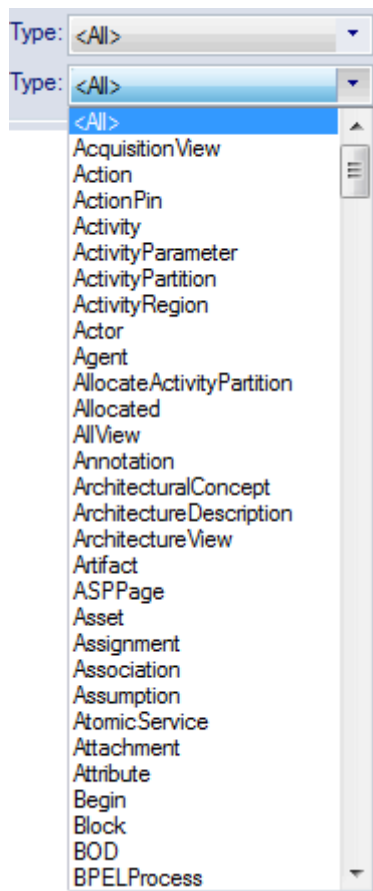 Type: <All>
Type: <All>
<All>
AcquisitionView
Action
ActionPin
Activity
ActivityParameter
ActivityPartition
ActivityRegion
Actor
Agent
AllocateActivityPartition
Allocated
AllView
Annotation
ArchitecturalConcept
ArchitectureDescription
ArchitectureView
Artifact
ASPPage
Asset
Assignment
Association
Assumption
AtomicService
Attachment
Attribute
Begin
Block
BOD
BPELProcess